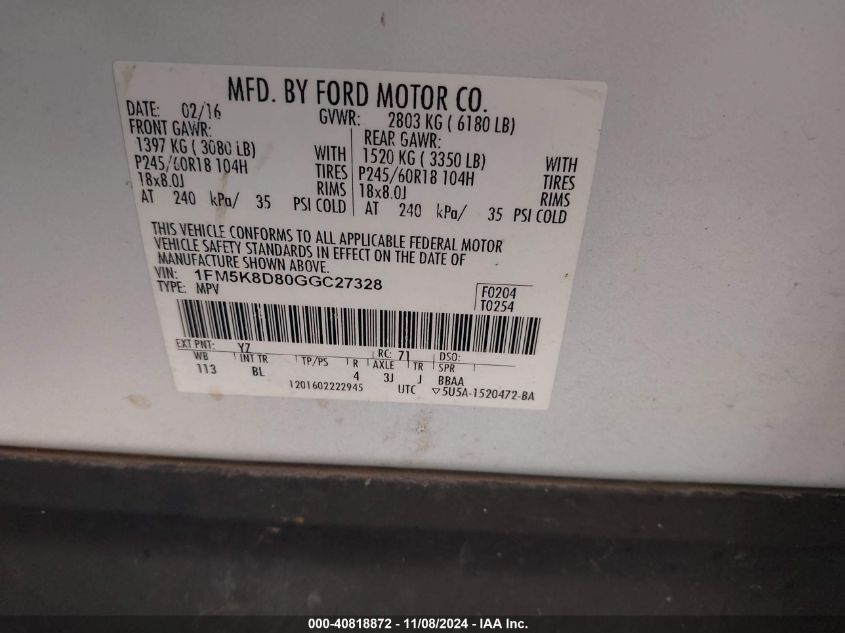 MFD. BY FORD MOTOR CO.
DATE: 02/16 GVWR: 2803 KG ( 6180 LB)
FRONT GAWR: REAR GAWR:
1397 KG ( 3080 LB) WITH 1520 KG ( 3350 LB) WITH
P245/60R18 104H TIRES P245/60R18 104H TIRES
18x8.0J RIMS 18x8.0J RIMS
AT 240 kPa/ 35 PSI COLD AT 240 kPa/ 35 PSI COLD
THIS VEHICLE CONFORMS TO ALL APPLICABLE FEDERAL MOTOR
VEHICLE SAFETY STANDARDS IN EFFECT ON THE DATE OF
MANUFACTURE SHOWN ABOVE.
VIN: 1FM5K8D80GGC27328
TYPE: MPV F0204
T0254
EXT PNT: YZ RC: 71 DSO:
WB INT TR TP/PS R AXLE TR SPR
113 BL 4 3J J BBAA
1201602222945 UTC ▽5U5A-1520472-BA
000-40818872 - 11/08/2024 - IAA Inc.